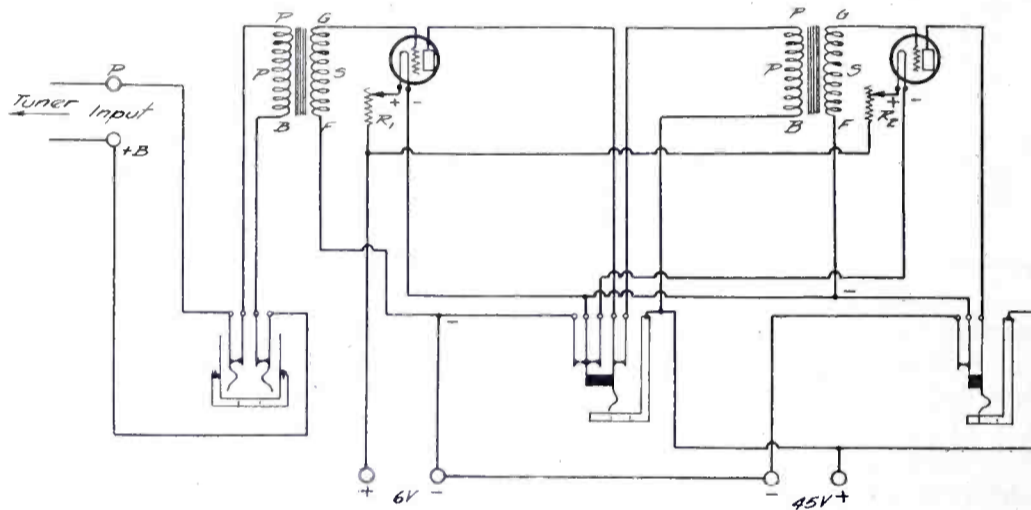 P G
P S
B F
R1
+ -
P
Tuner Input
+B
P G
P S
B F
R2
+ -
-
-
+ 6V -
- 45V +